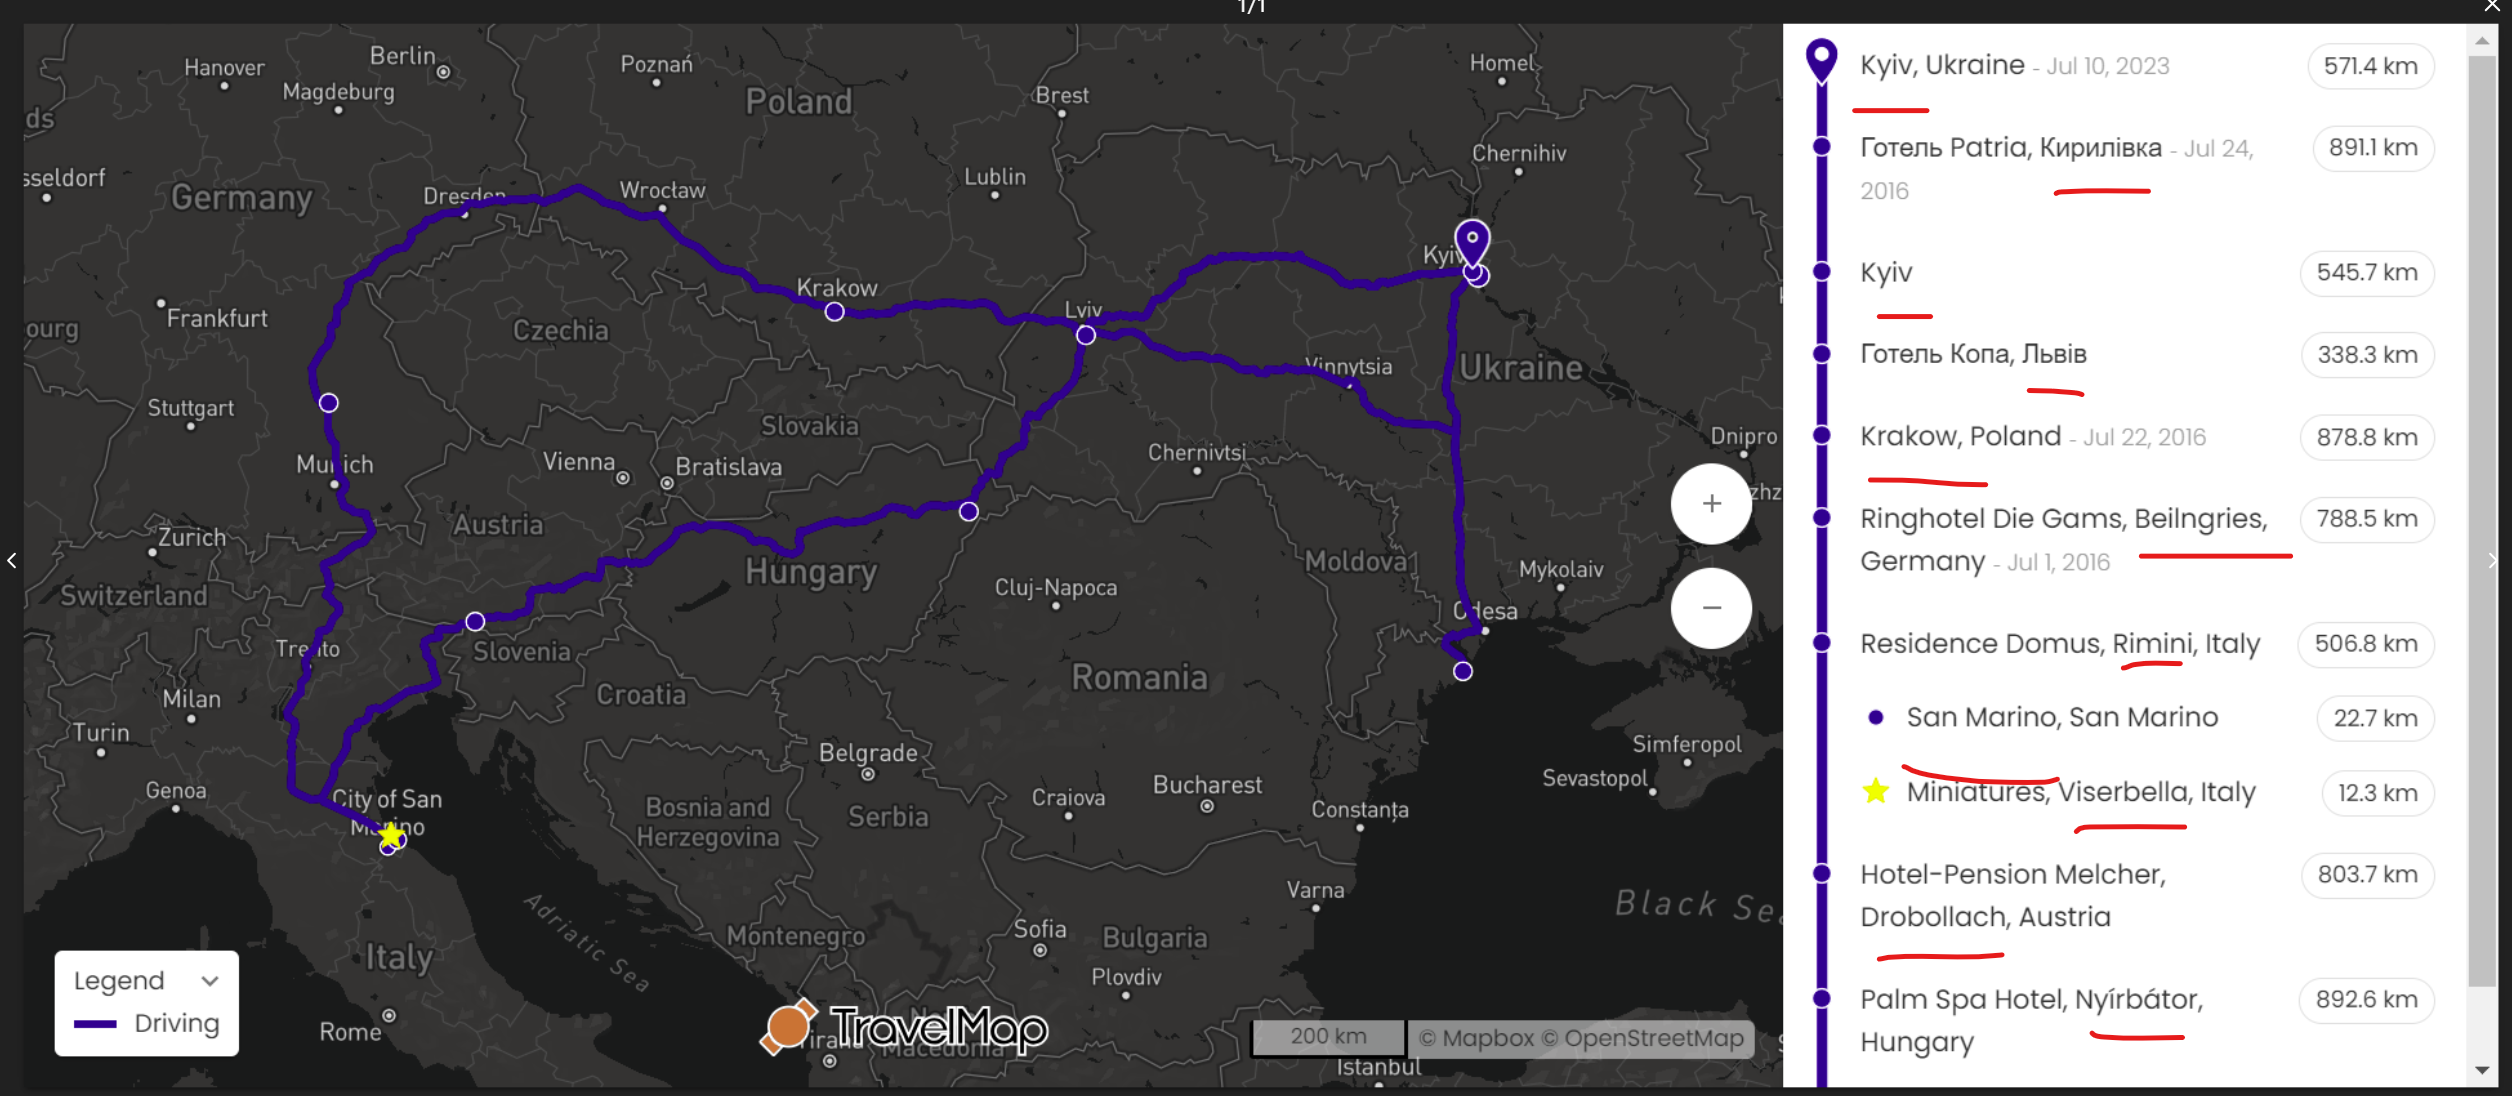 1/1
Hanover
Berlin
Magdeburg
Poznań
Poland
Brest
Homel
ds
sseldorf
Germany
Dresden
Wrocław
Lublin
Chernihiv
Kyiv
Krakow
Lviv
Frankfurt
ourg
Czechia
Vinnytsia
Ukraine
Stuttgart
Slovakia
Dnipro
Munich
Vienna
Bratislava
Chernivtsi
zhz
+
Austria
Zurich
Hungary
Moldova
Mykolaiv
Switzerland
Cluj-Napoca
−
Odesa
Trento
Slovenia
Romania
Milan
Croatia
Turin
Belgrade
Simferopol
Sevastopol
Genoa
City of San
Marino
Bosnia and
Herzegovina
Serbia
Craiova
Bucharest
Constanța
Varna
Black Sea
Adriatic Sea
Montenegro
Sofia
Bulgaria
Italy
Plovdiv
Rome
Tirana
Macedonia
Istanbul
Legend
Driving
TravelMap
200 km
© Mapbox © OpenStreetMap
Kyiv, Ukraine - Jul 10, 2023 571.4 km
Готель Patria, Кирилівка - Jul 24, 891.1 km
2016
Kyiv 545.7 km
Готель Копа, Львів 338.3 km
Krakow, Poland - Jul 22, 2016 878.8 km
Ringhotel Die Gams, Beilngries, 788.5 km
Germany - Jul 1, 2016
Residence Domus, Rimini, Italy 506.8 km
San Marino, San Marino 22.7 km
Miniatures, Viserbella, Italy 12.3 km
Hotel-Pension Melcher, 803.7 km
Drobollach, Austria
Palm Spa Hotel, Nyírbátor, 892.6 km
Hungary